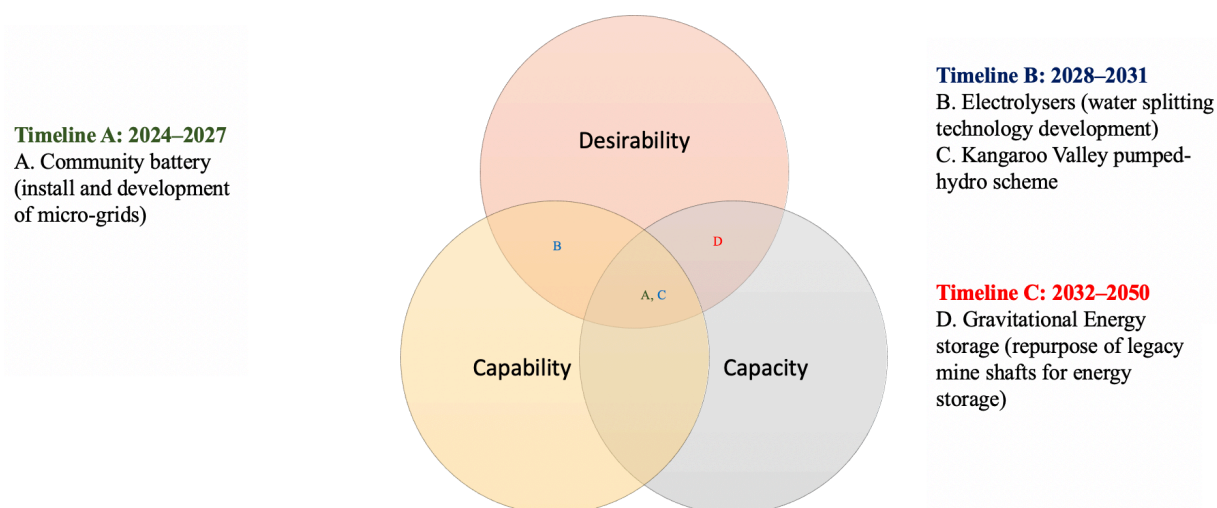 Timeline A: 2024–2027
A. Community battery
(install and development
of micro-grids)
Desirability
B
D
A, C
Capability
Capacity
Timeline B: 2028–2031
B. Electrolysers (water splitting
technology development)
C. Kangaroo Valley pumped-
hydro scheme
Timeline C: 2032–2050
D. Gravitational Energy
storage (repurpose of legacy
mine shafts for energy
storage)